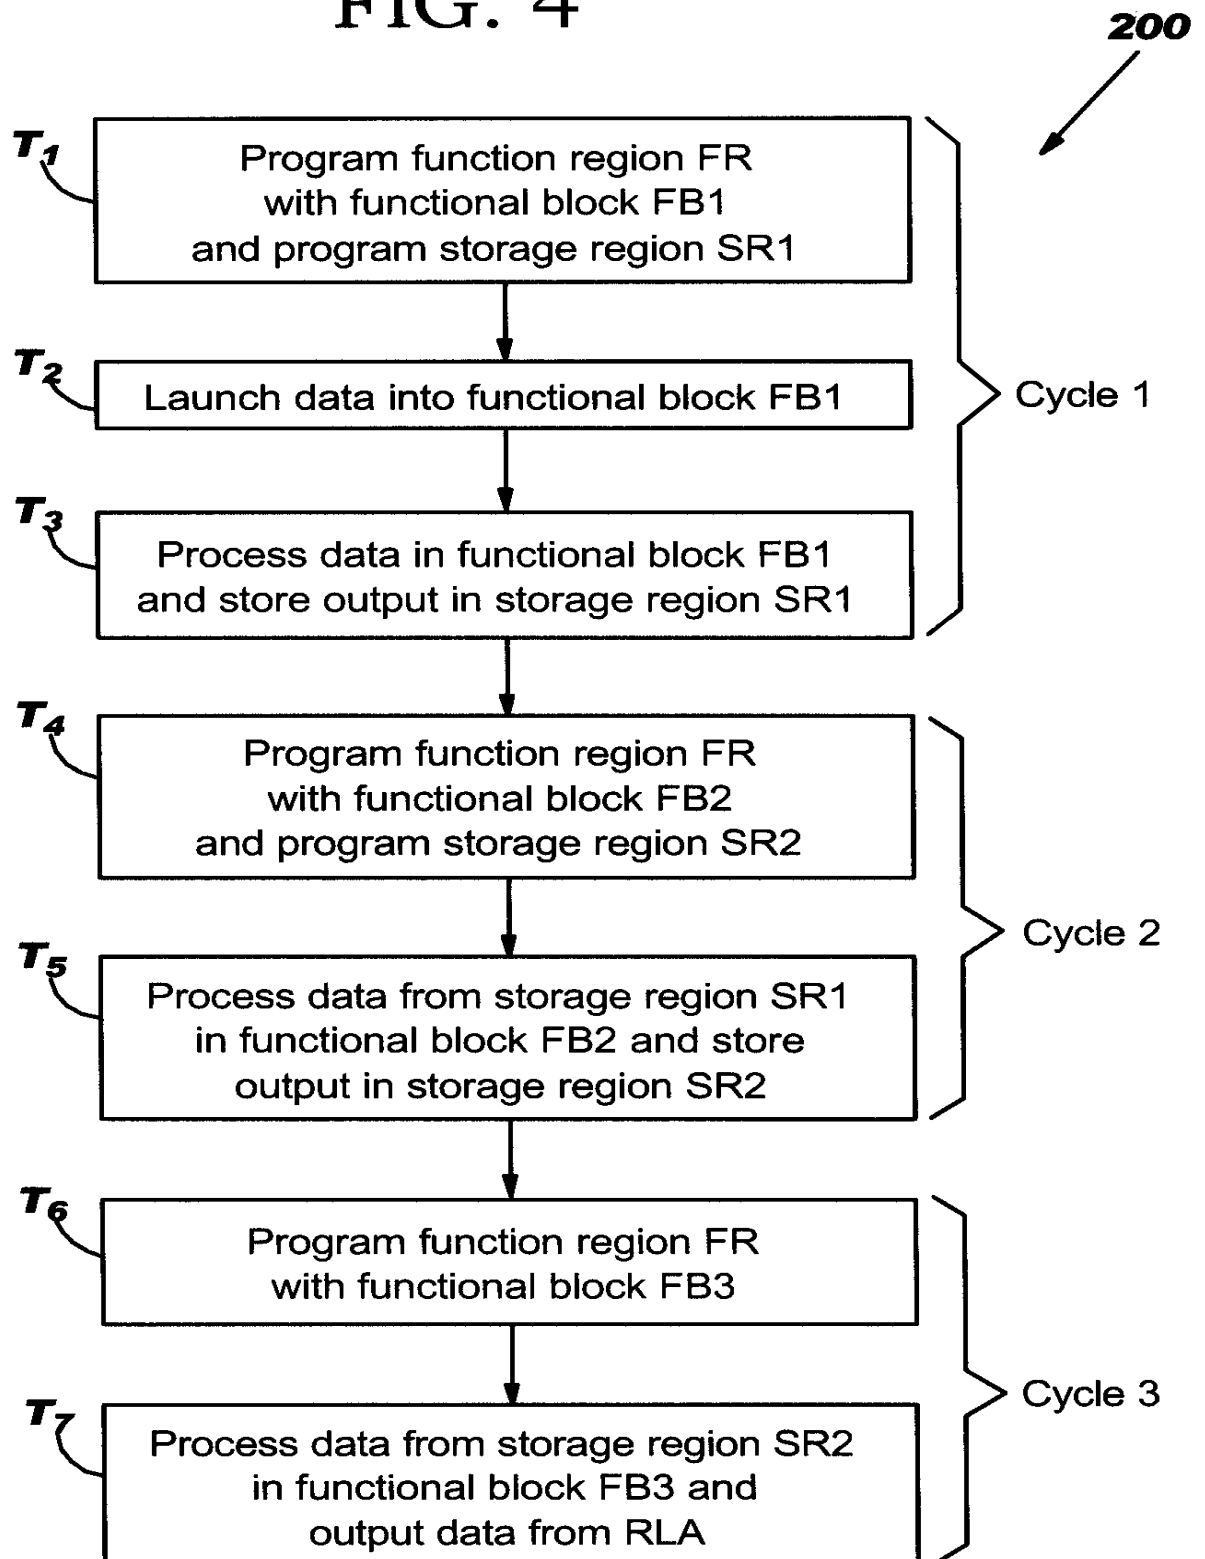 FIG. 4
200
T1
Program function region FR
with functional block FB1
and program storage region SR1
T2
Launch data into functional block FB1
Cycle 1
T3
Process data in functional block FB1
and store output in storage region SR1
T4
Program function region FR
with functional block FB2
and program storage region SR2
Cycle 2
T5
Process data from storage region SR1
in functional block FB2 and store
output in storage region SR2
T6
Program function region FR
with functional block FB3
Cycle 3
T7
Process data from storage region SR2
in functional block FB3 and
output data from RLA